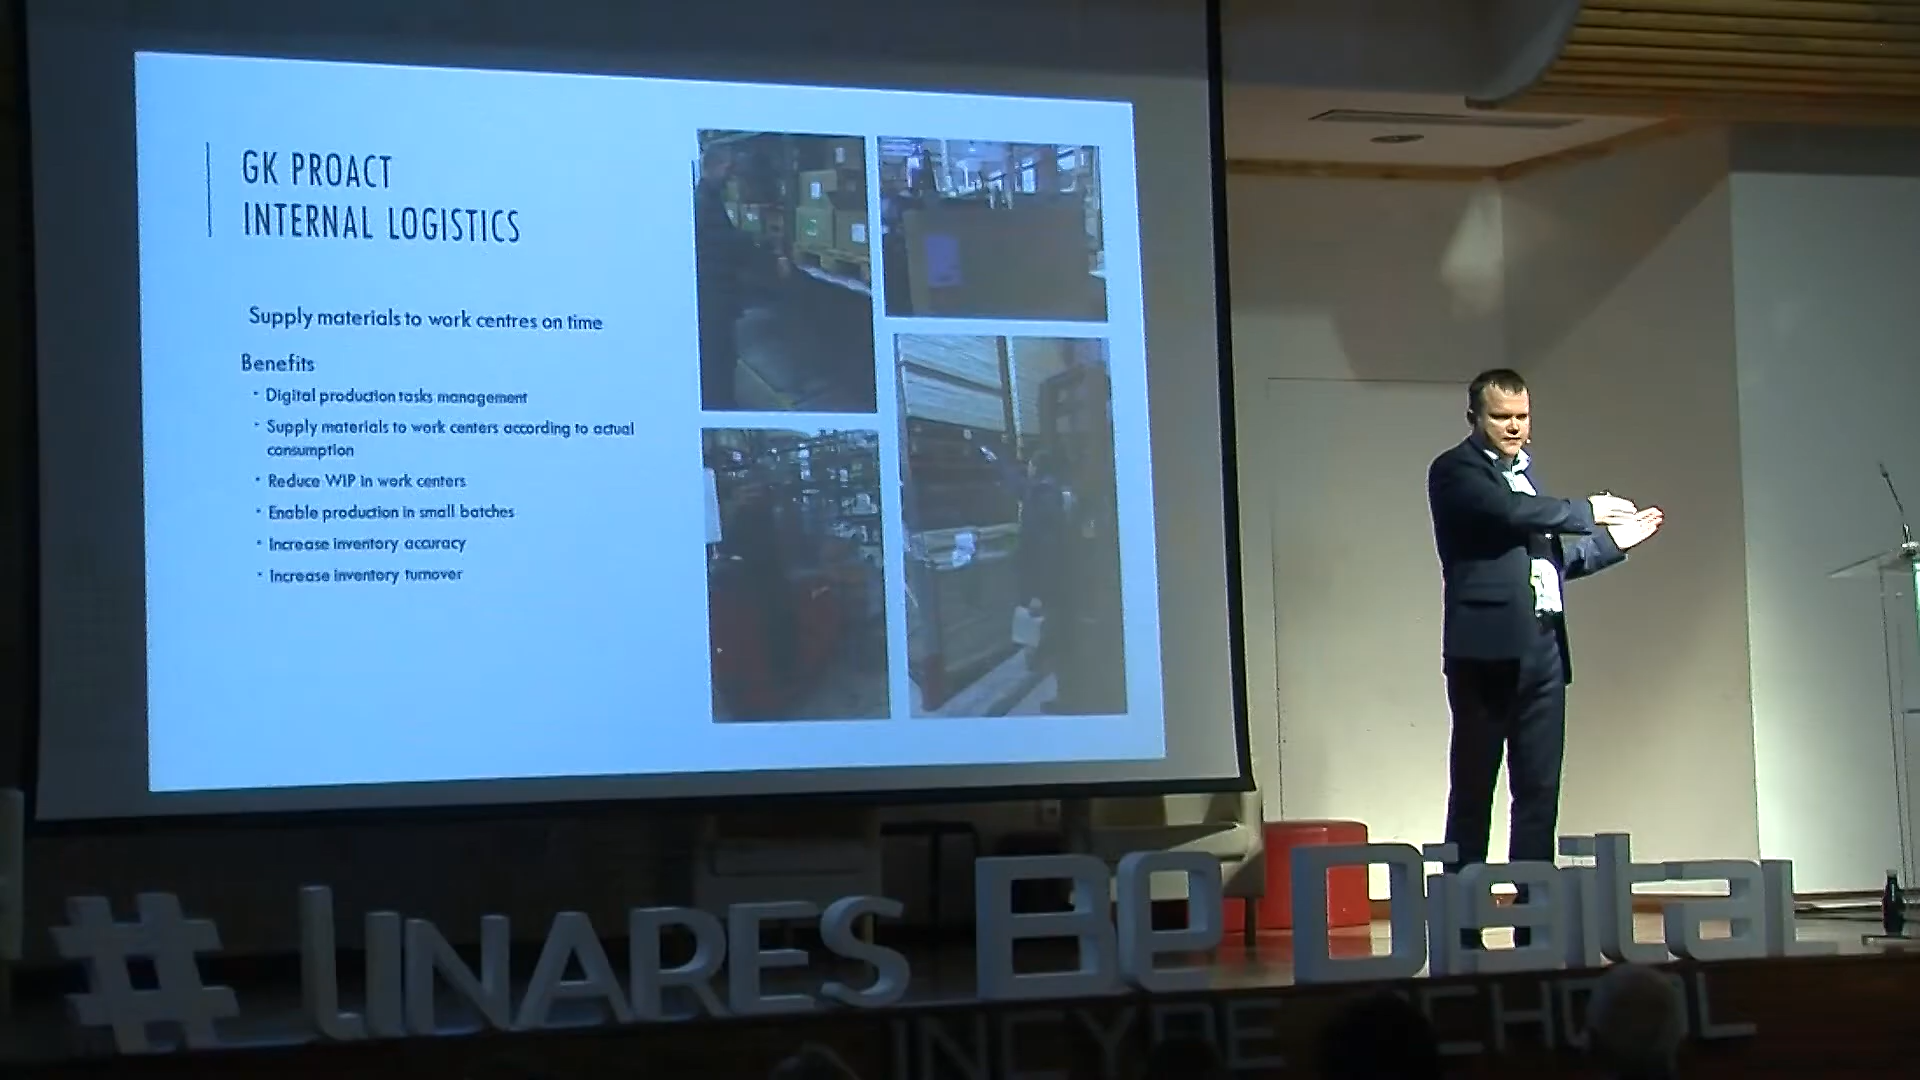 GK PROACT
INTERNAL LOGISTICS
Supply materials to work centres on time
Benefits
· Digital production tasks management
· Supply materials to work centers according to actual
consumption
· Reduce WIP in work centers
· Enable production in small batches
· Increase inventory accuracy
· Increase inventory turnover
# LINARES Be Digital
INCYDE SCHOOL